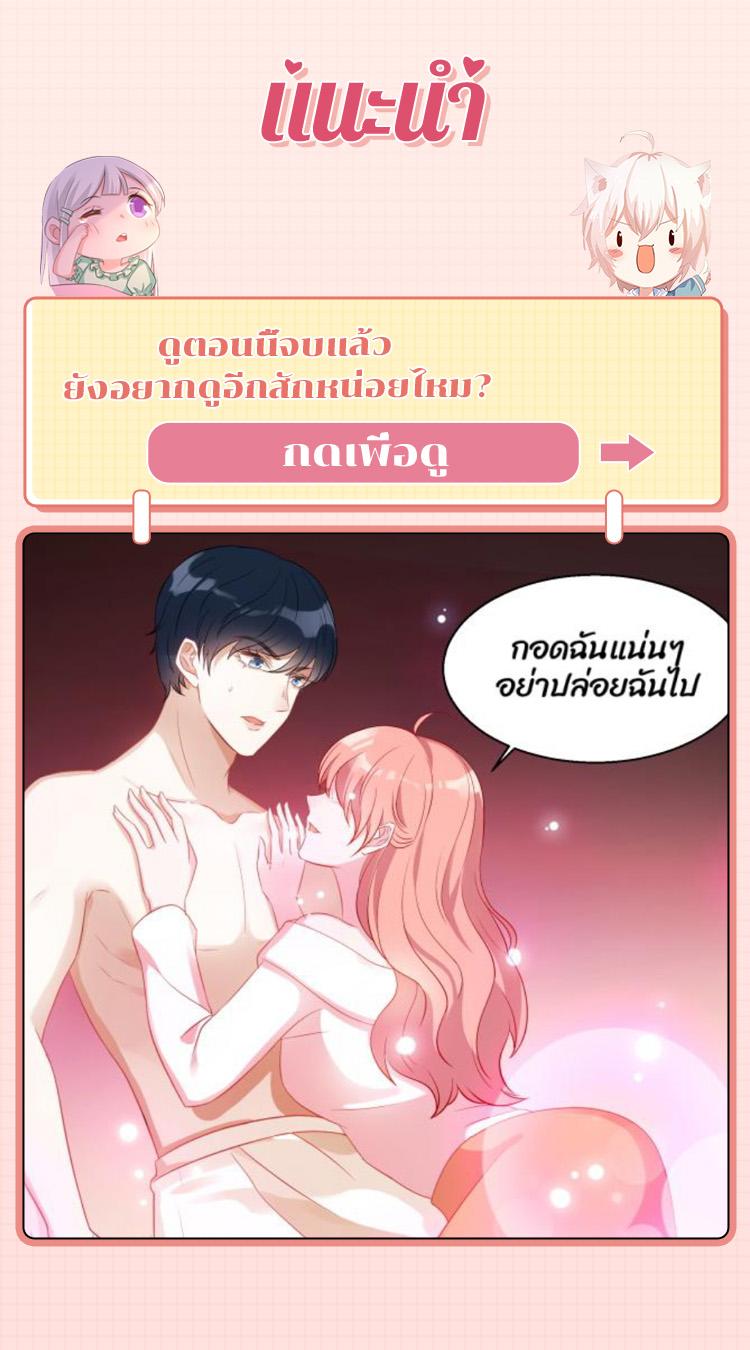 แนะนำ
ดูตอนนี้จบแล้ว
ยังอยากดูอีกสักหน่อยไหม?
กดเพื่อดู
กอดฉันแน่นๆ
อย่าปล่อยฉันไป